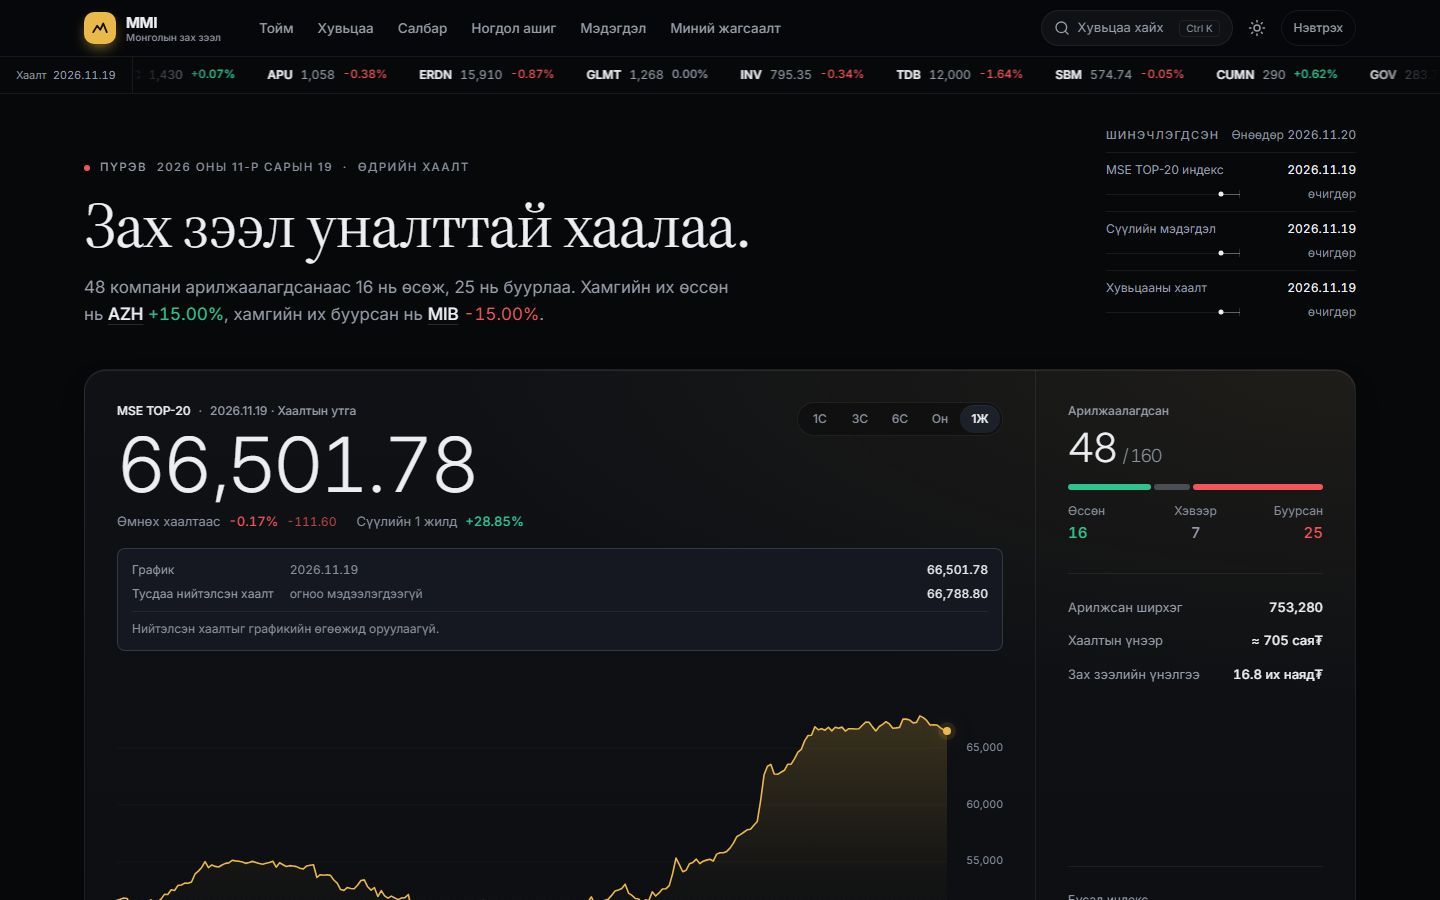 MMI
Монголын зах зээл
Тойм
Хувьцаа
Салбар
Ногдол ашиг
Мэдэгдэл
Миний жагсаалт
Хувьцаа хайх
Ctrl K
Нэвтрэх
Хаалт 2026.11.19
1,430 +0.07%
APU 1,058 -0.38%
ERDN 15,910 -0.87%
GLMT 1,268 0.00%
INV 795.35 -0.34%
TDB 12,000 -1.64%
SBM 574.74 -0.05%
CUMN 290 +0.62%
GOV 283.
ПҮРЭВ 2026 ОНЫ 11-Р САРЫН 19 · ӨДРИЙН ХААЛТ
Зах зээл уналттай хаалаа.
48 компани арилжаалагдсанаас 16 нь өсөж, 25 нь буурлаа. Хамгийн их өссөн
нь AZH +15.00%, хамгийн их буурсан нь MIB -15.00%.
ШИНЭЧЛЭГДСЭН Өнөөдөр 2026.11.20
MSE TOP-20 индекс 2026.11.19
өчигдөр
Сүүлийн мэдэгдэл 2026.11.19
өчигдөр
Хувьцааны хаалт 2026.11.19
өчигдөр
MSE TOP-20 · 2026.11.19 · Хаалтын утга
1С 3С 6С Он 1Ж
66,501.78
Өмнөх хаалтаас -0.17% -111.60 Сүүлийн 1 жилд +28.85%
График 2026.11.19 66,501.78
Тусдаа нийтэлсэн хаалт огноо мэдээлэгдээгүй 66,788.80
Нийтэлсэн хаалтыг графикийн өгөөжид оруулаагүй.
65,000
60,000
55,000
Арилжаалагдсан
48 / 160
Өссөн Хэвээр Буурсан
16 7 25
Арилжсан ширхэг 753,280
Хаалтын үнээр ≈ 705 сая₮
Зах зээлийн үнэлгээ 16.8 их наяд₮